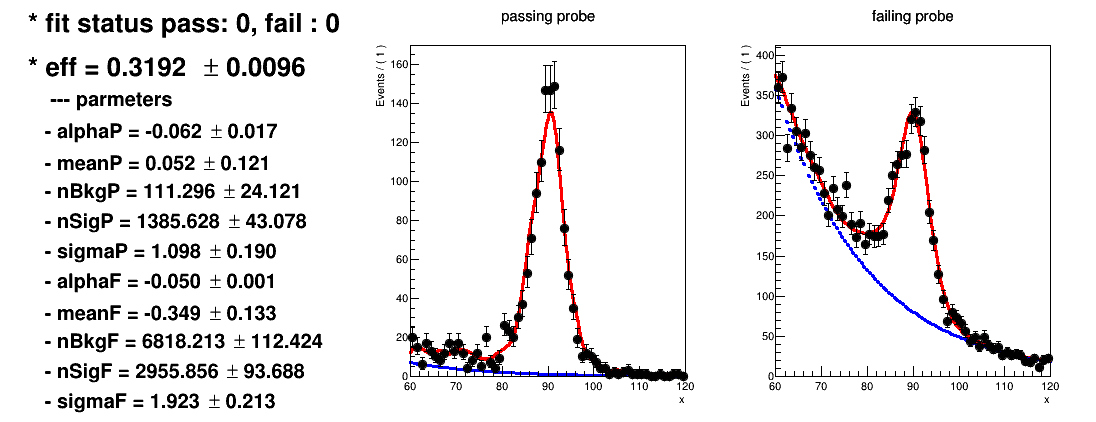 * fit status pass: 0, fail : 0
* eff = 0.3192 ± 0.0096
--- parmeters
- alphaP = -0.062 ± 0.017
- meanP = 0.052 ± 0.121
- nBkgP = 111.296 ± 24.121
- nSigP = 1385.628 ± 43.078
- sigmaP = 1.098 ± 0.190
- alphaF = -0.050 ± 0.001
- meanF = -0.349 ± 0.133
- nBkgF = 6818.213 ± 112.424
- nSigF = 2955.856 ± 93.688
- sigmaF = 1.923 ± 0.213
passing probe
Events / ( 1 )
160
140
120
100
80
60
40
20
0
60 70 80 90 100 110 120
x
failing probe
Events / ( 1 )
400
350
300
250
200
150
100
50
0
60 70 80 90 100 110 120
x